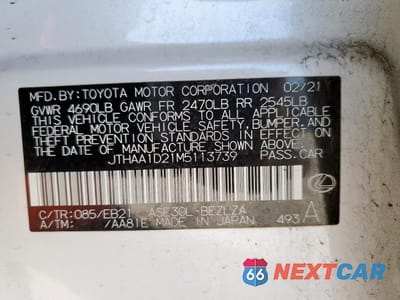 MFD.BY: TOYOTA MOTOR CORPORATION 02/21
GVWR 4690LB GAWR FR 2470LB RR 2545LB
THIS VEHICLE CONFORMS TO ALL APPLICABLE
FEDERAL MOTOR VEHICLE SAFETY, BUMPER, AND
THEFT PREVENTION STANDARDS IN EFFECT ON
THE DATE OF MANUFACTURE SHOWN ABOVE.
JTHAA1D21M5113739 PASS. CAR
C/TR: 085/EB21 ASE30L-BEZLZA
A/TM: /AA81E MADE IN JAPAN 493 A
66 NEXTCAR